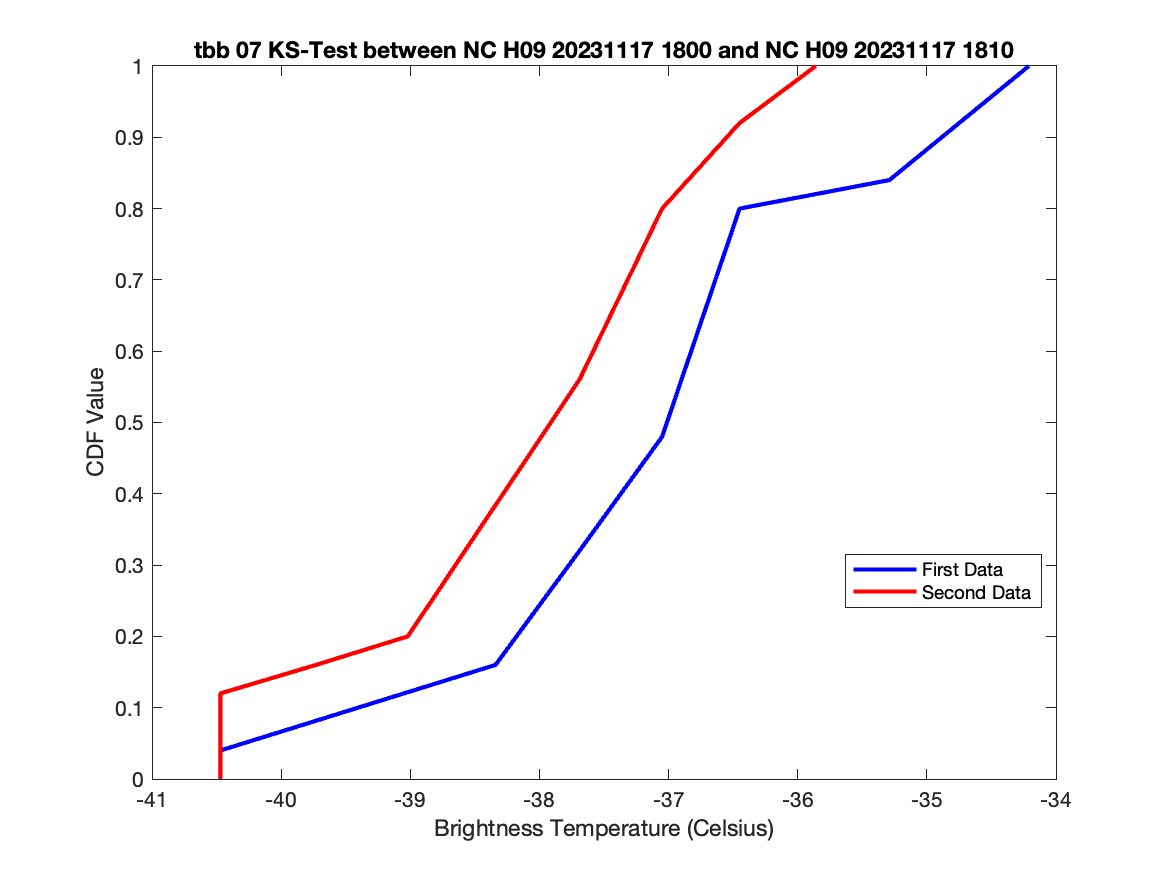 tbb 07 KS-Test between NC H09 20231117 1800 and NC H09 20231117 1810
1
0.9
0.8
0.7
0.6
0.5
0.4
0.3
0.2
0.1
0
CDF Value
First Data
Second Data
-41 -40 -39 -38 -37 -36 -35 -34
Brightness Temperature (Celsius)